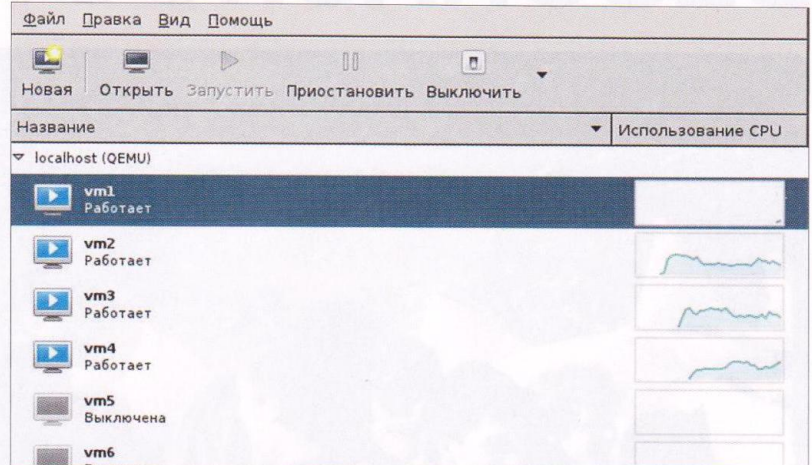 Файл Правка Вид Помощь
Новая Открыть Запустить Приостановить Выключить
Название Использование CPU
localhost (QEMU)
vm1
Работает
vm2
Работает
vm3
Работает
vm4
Работает
vm5
Выключена
vm6